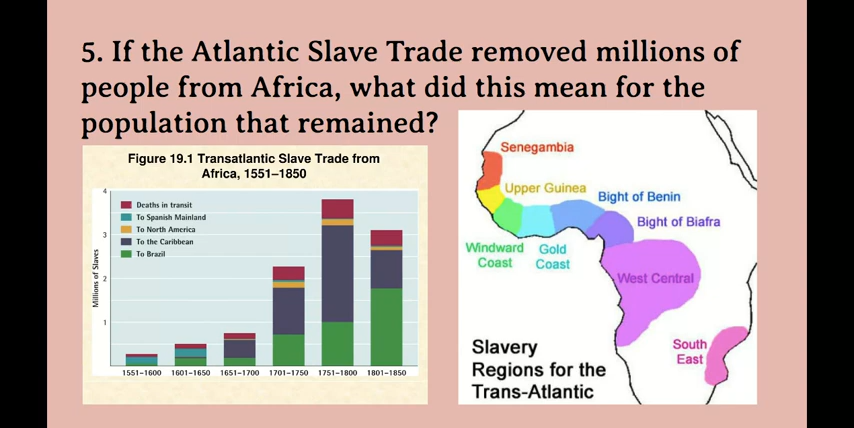 5. If the Atlantic Slave Trade removed millions of
people from Africa, what did this mean for the
population that remained?
Figure 19.1 Transatlantic Slave Trade from
Africa, 1551–1850
Millions of Slaves
4
3
2
1
Deaths in transit
To Spanish Mainland
To North America
To the Caribbean
To Brazil
1551–1600 1601–1650 1651–1700 1701–1750 1751–1800 1801–1850
Senegambia
Upper Guinea
Bight of Benin
Bight of Biafra
Windward
Coast
Gold
Coast
West Central
South
East
Slavery
Regions for the
Trans-Atlantic